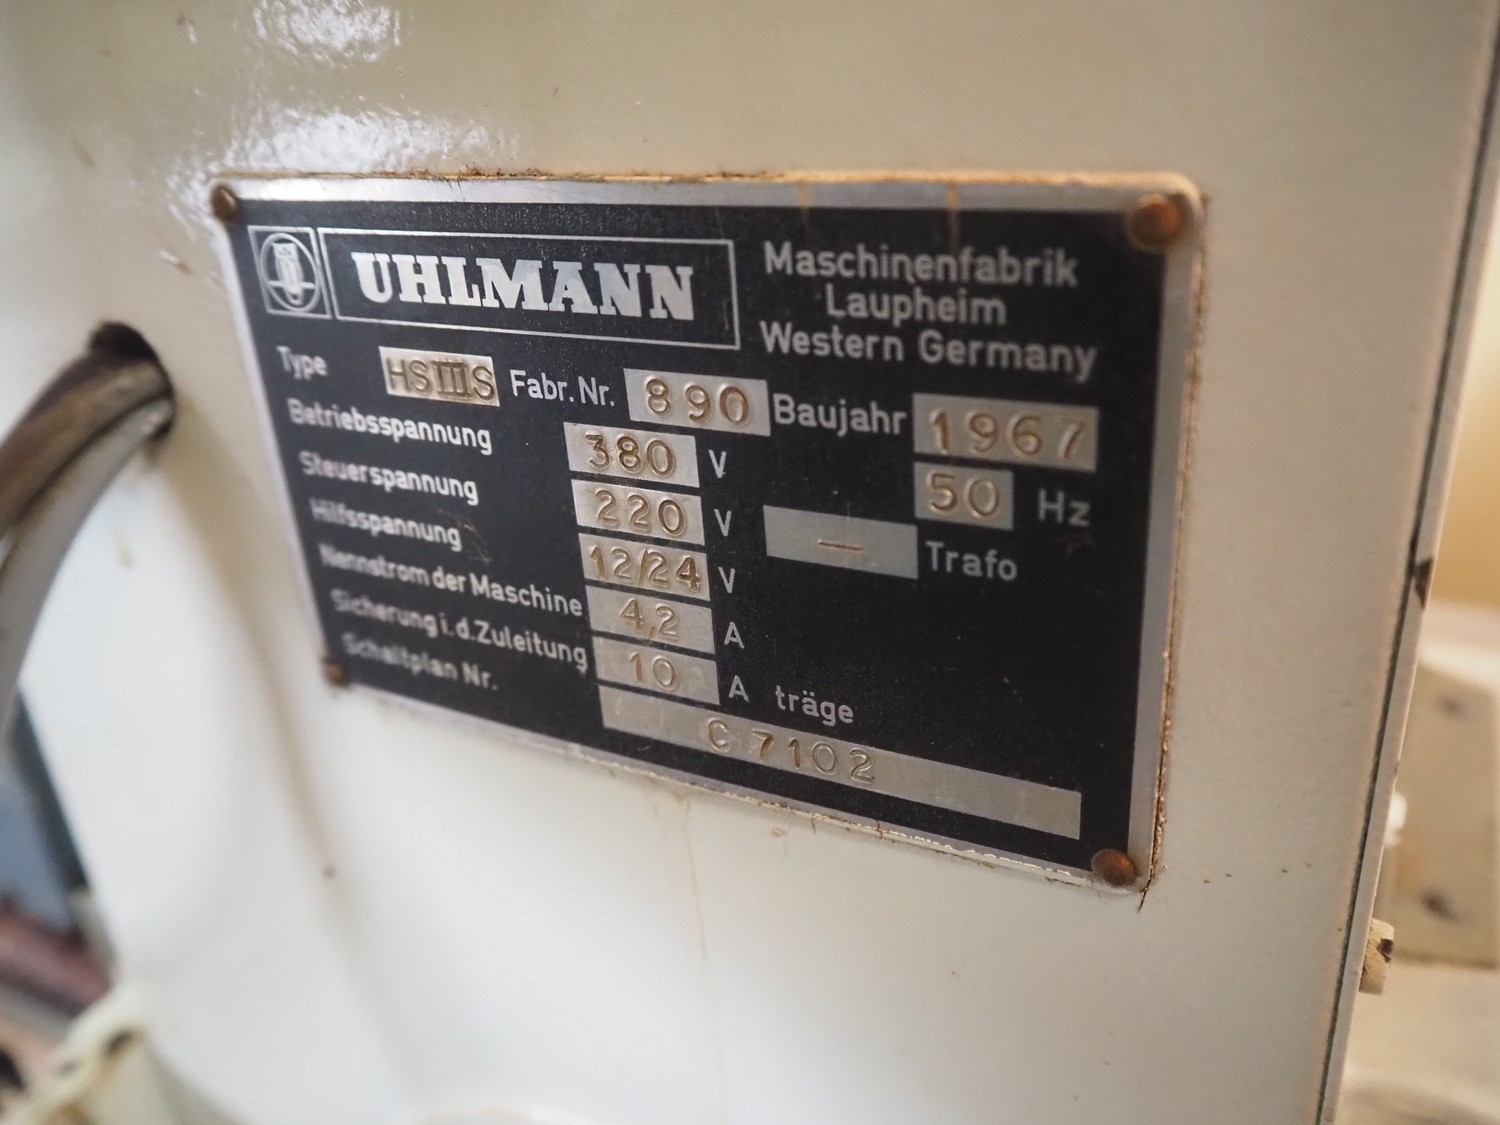 UHLMANN
Maschinenfabrik
Laupheim
Western Germany
Type HSIIIS Fabr. Nr. 890 Baujahr 1967
Betriebsspannung 380 V 50 Hz
Steuerspannung 220 V — Trafo
Hilfsspannung 12/24 V
Nennstrom der Maschine 4,2 A
Sicherung i. d. Zuleitung 10 A träge
Schaltplan Nr. C 7102